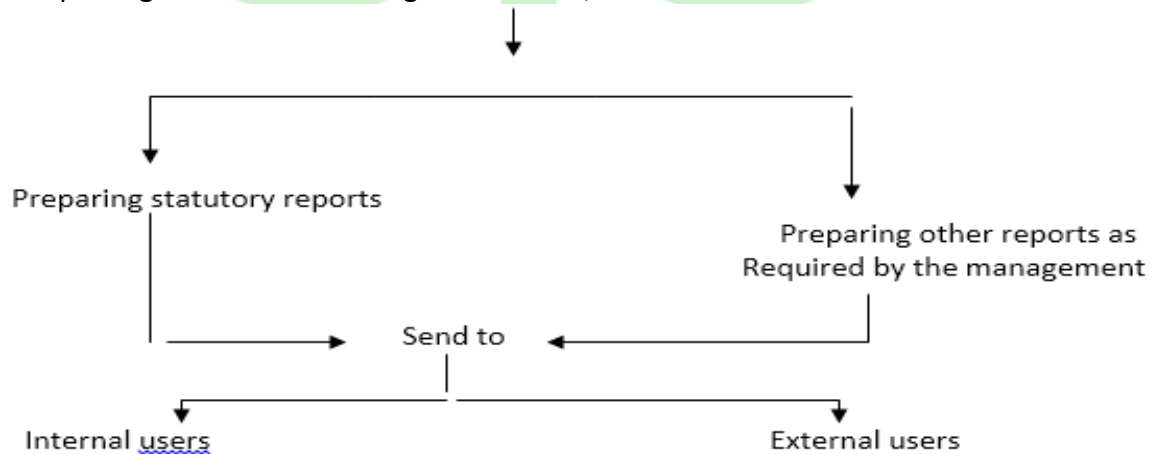 Preparing statutory reports
Preparing other reports as
Required by the management
Send to
Internal users
External users